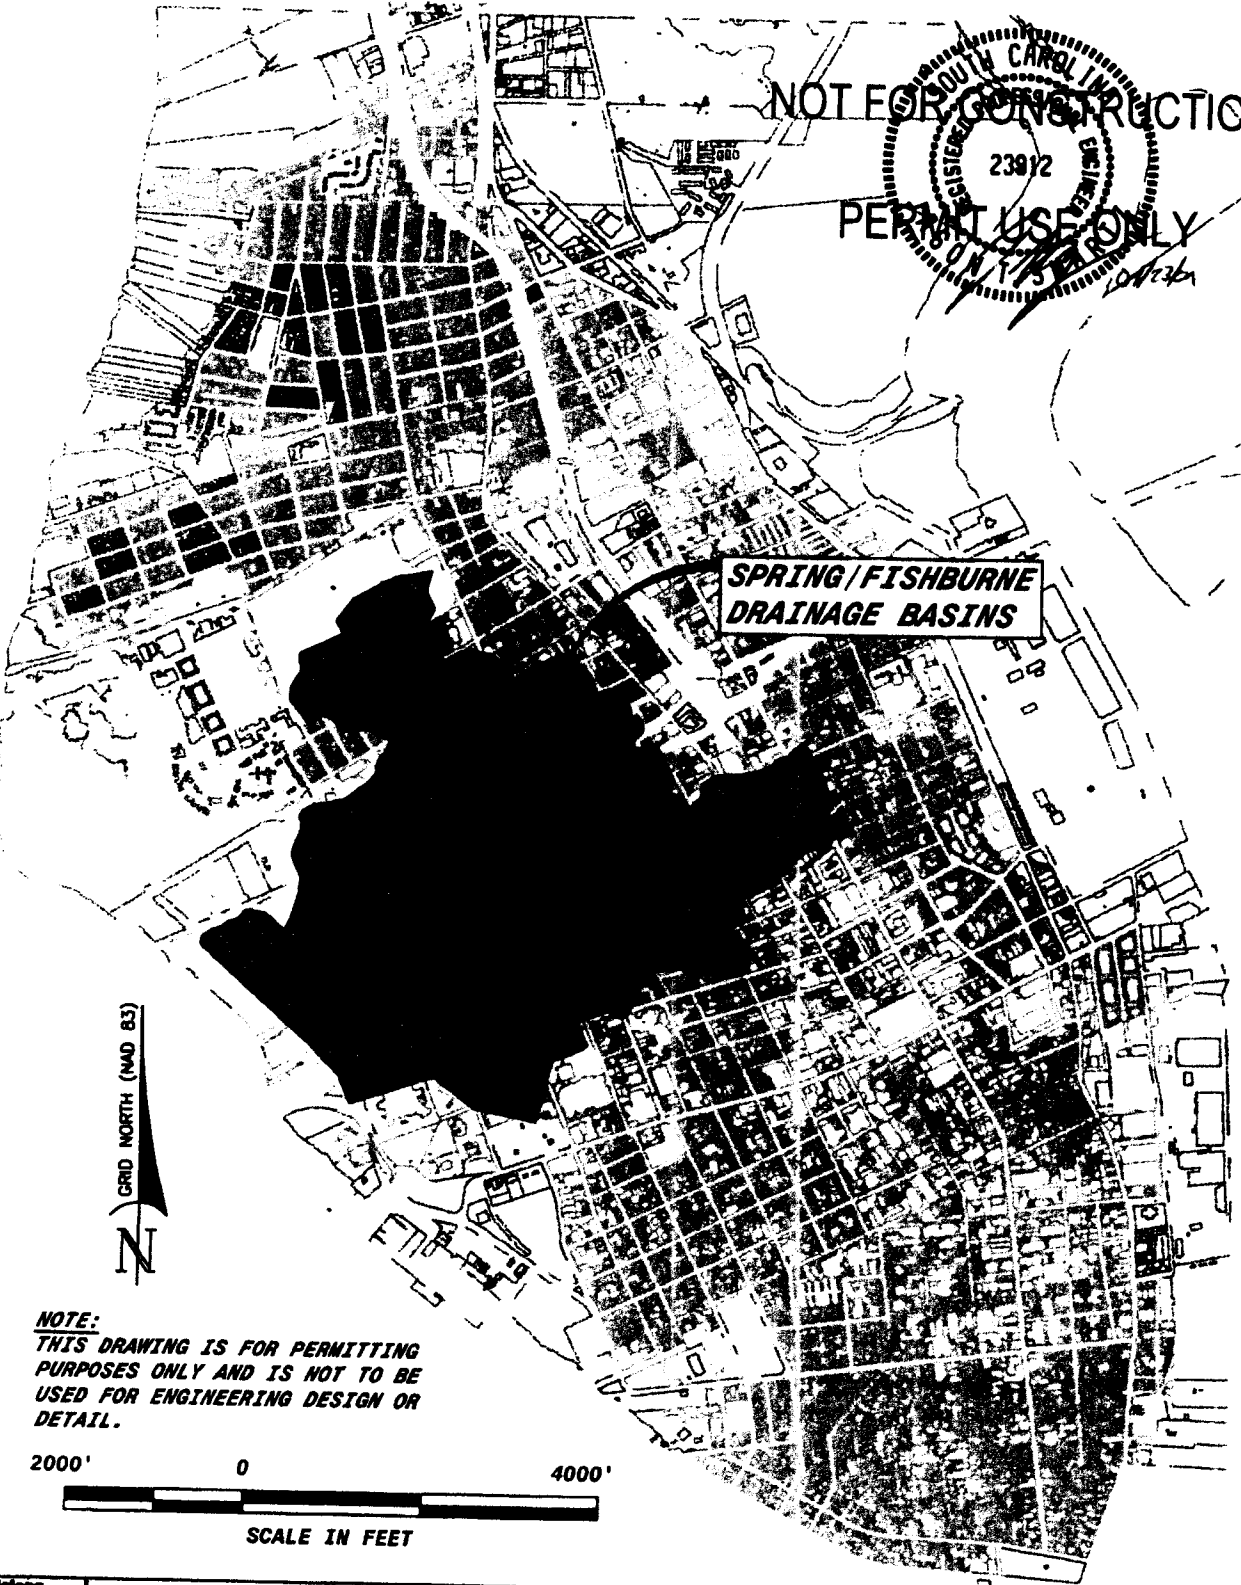 NOT FOR CONSTRUCTIO
SOUTH CAROLINA
23912
PERMIT USE ONLY
SPRING/FISHBURNE
DRAINAGE BASINS
GRID NORTH (NAD 83)
N
NOTE:
THIS DRAWING IS FOR PERMITTING
PURPOSES ONLY AND IS NOT TO BE
USED FOR ENGINEERING DESIGN OR
DETAIL.
2000' 0 4000'
SCALE IN FEET